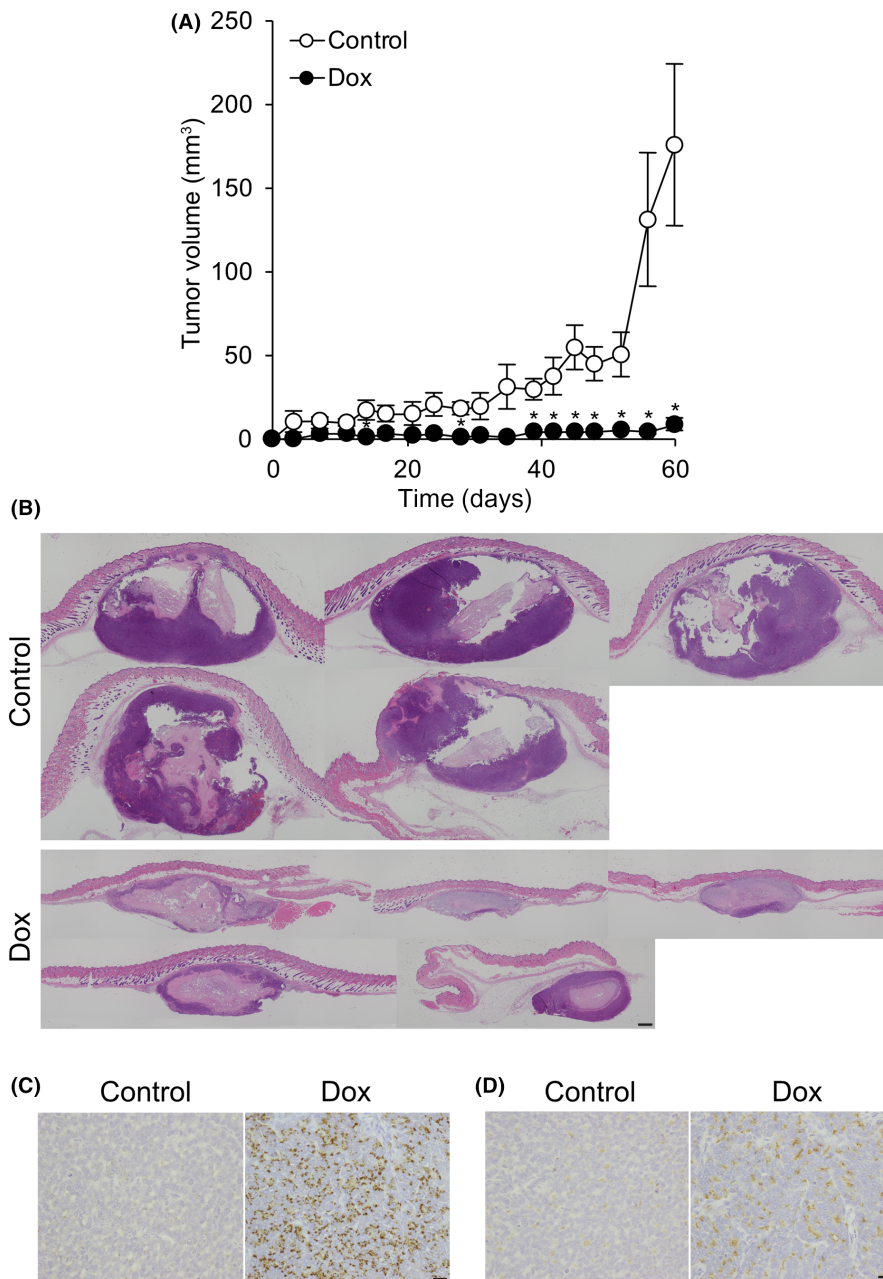 (A)
250
200
150
100
50
0
Tumor volume (mm³)
Control
Dox
* * * * * * * * *
0 20 40 60
Time (days)
(B)
Control
Dox
(C) Control Dox
(D) Control Dox